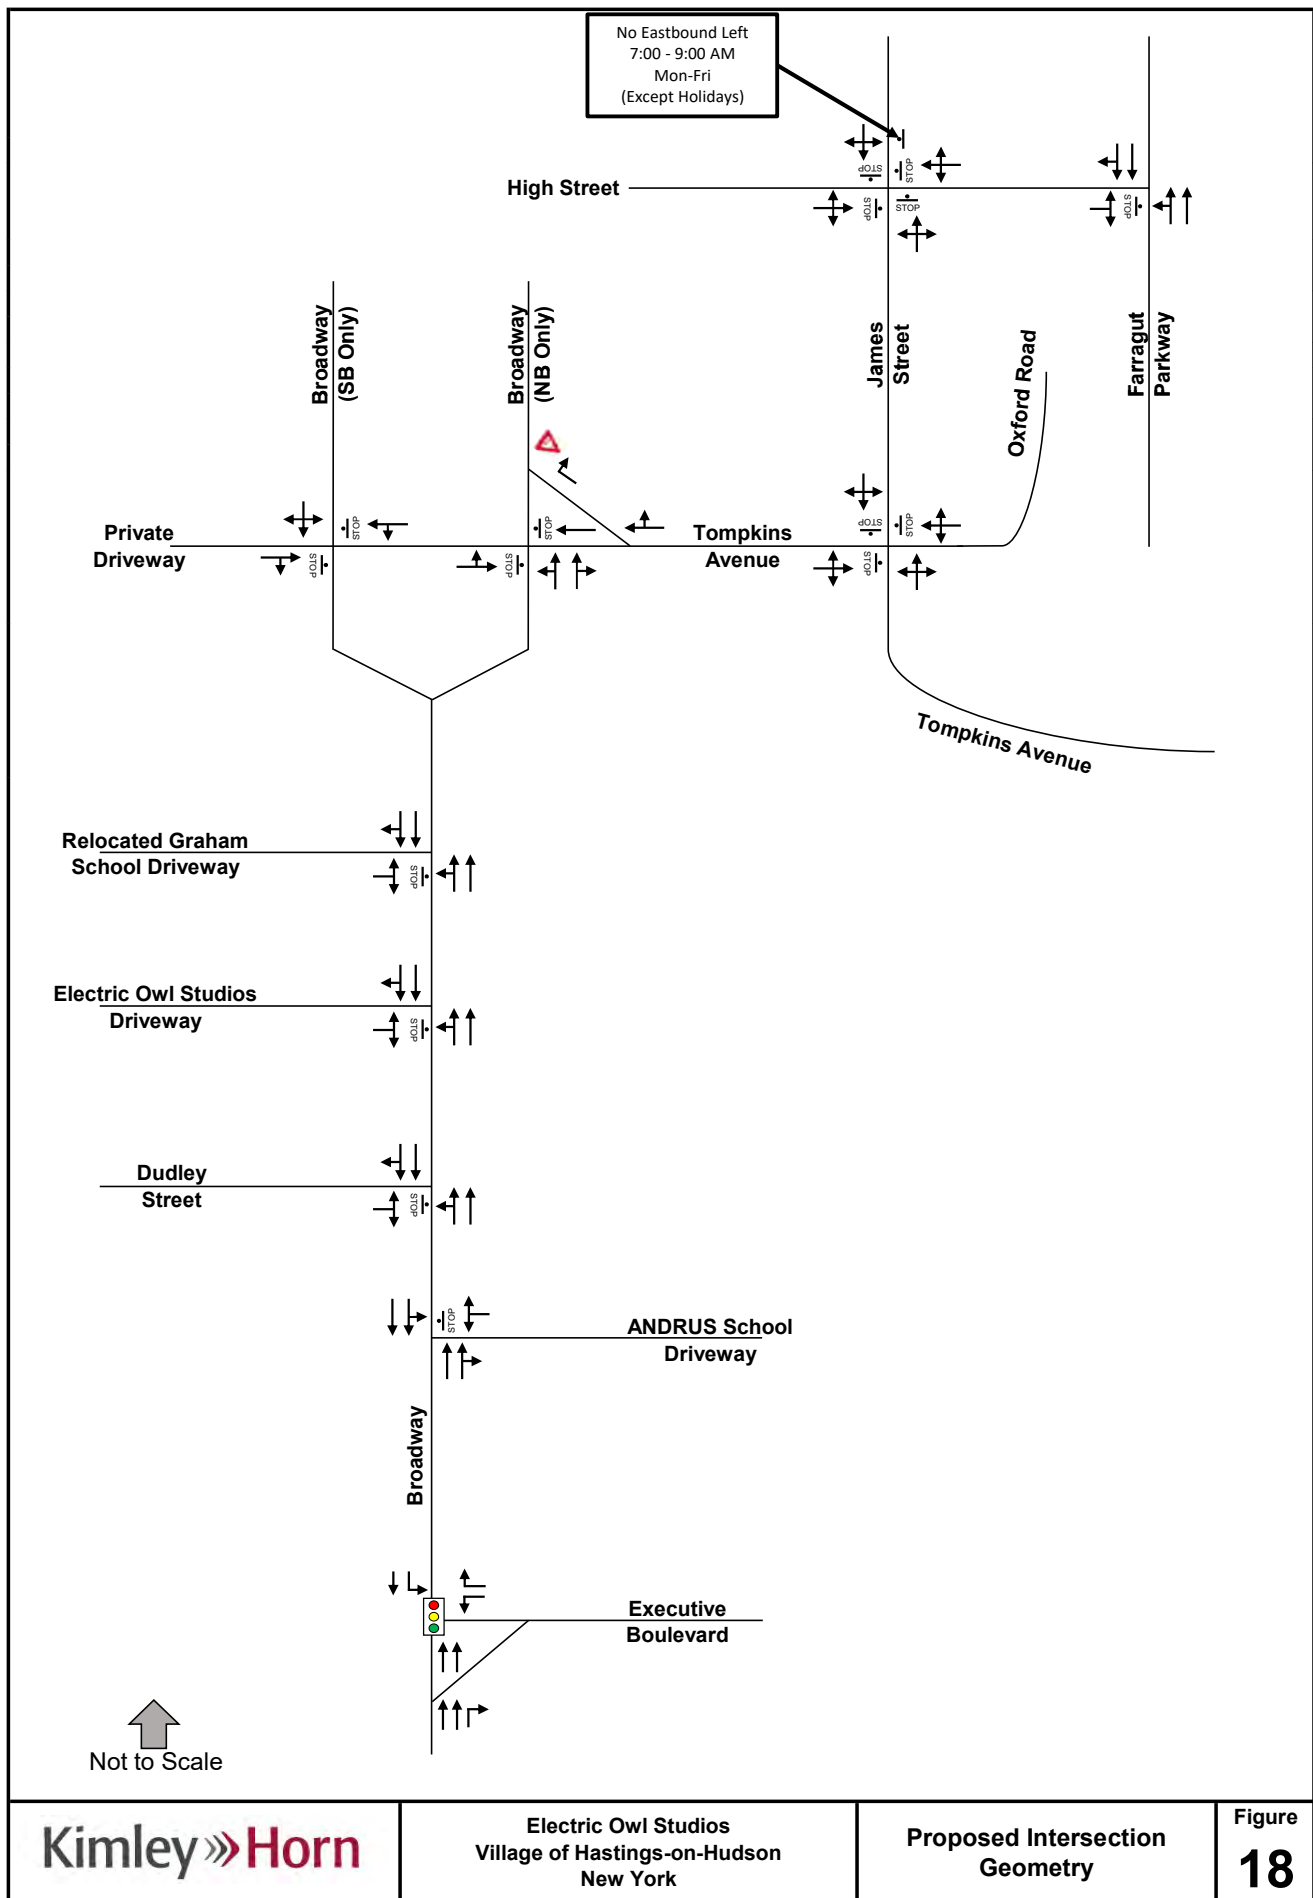 No Eastbound Left
7:00 - 9:00 AM
Mon-Fri
(Except Holidays)
STOP
STOP
High Street
STOP
STOP
STOP
Broadway
(SB Only)
Broadway
(NB Only)
James
Street
Oxford Road
Farragut
Parkway
Private
Driveway
STOP
STOP
STOP
STOP
Tompkins
Avenue
STOP
STOP
STOP
Tompkins Avenue
Relocated Graham
School Driveway
STOP
Electric Owl Studios
Driveway
STOP
Dudley
Street
STOP
STOP
ANDRUS School
Driveway
Broadway
Executive
Boulevard
Not to Scale
Kimley»Horn
Electric Owl Studios
Village of Hastings-on-Hudson
New York
Proposed Intersection
Geometry
Figure
18